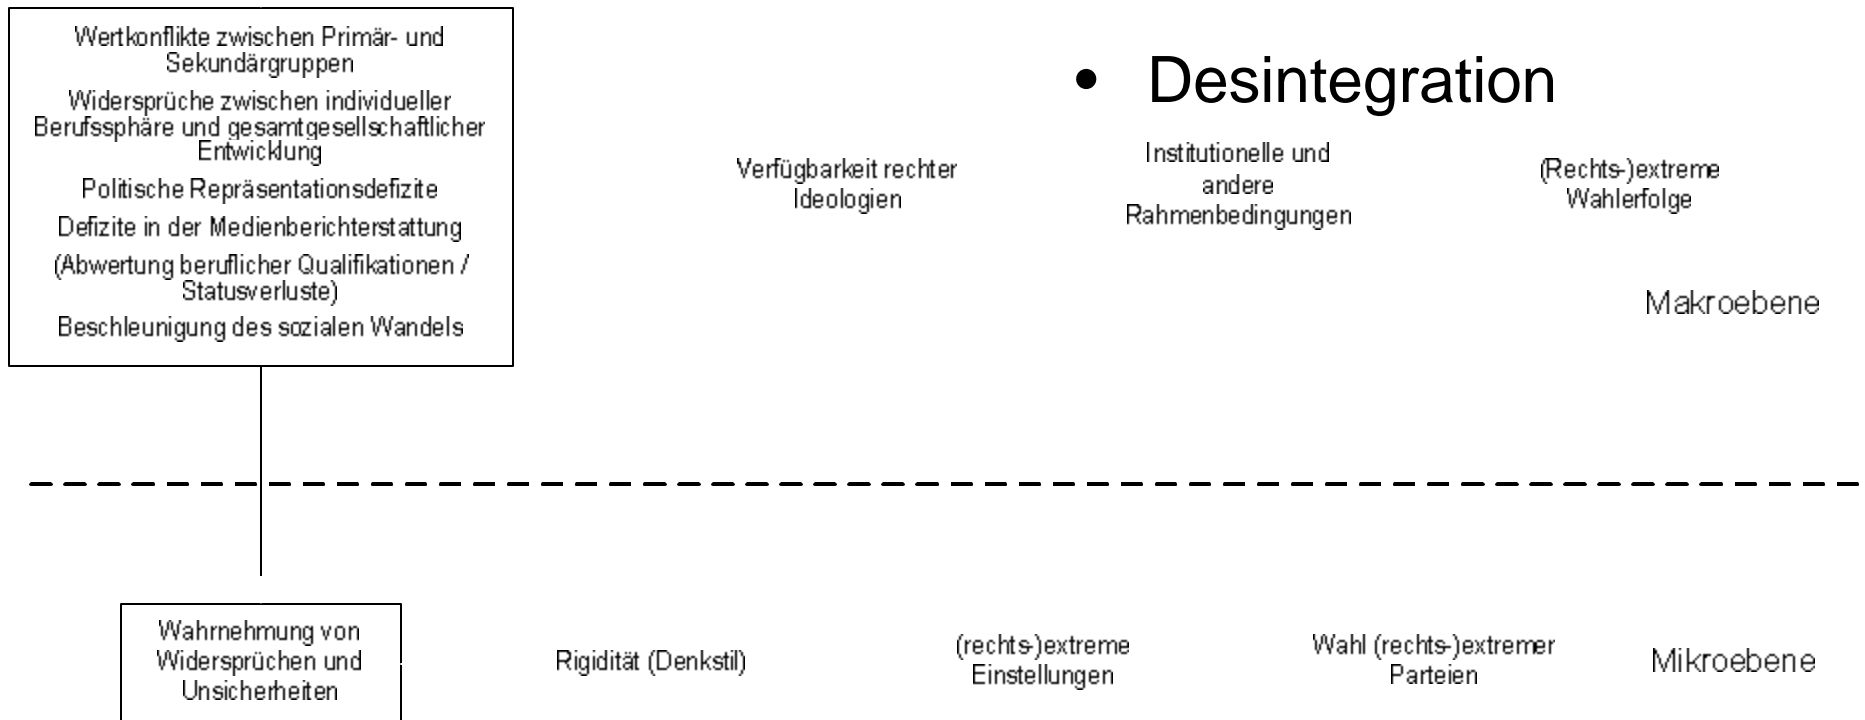 Wertkonflikte zwischen Primär- und
Sekundärgruppen
Widersprüche zwischen individueller
Berufssphäre und gesamtgesellschaftlicher
Entwicklung
Politische Repräsentationsdefizite
Defizite in der Medienberichterstattung
(Abwertung beruflicher Qualifikationen /
Statusverluste)
Beschleunigung des sozialen Wandels
• Desintegration
Verfügbarkeit rechter
Ideologien
Institutionelle und
andere
Rahmenbedingungen
(Rechts-)extreme
Wahlerfolge
Makroebene
Wahrnehmung von
Widersprüchen und
Unsicherheiten
Rigidität (Denkstil)
(rechts-)extreme
Einstellungen
Wahl (rechts-)extremer
Parteien
Mikroebene